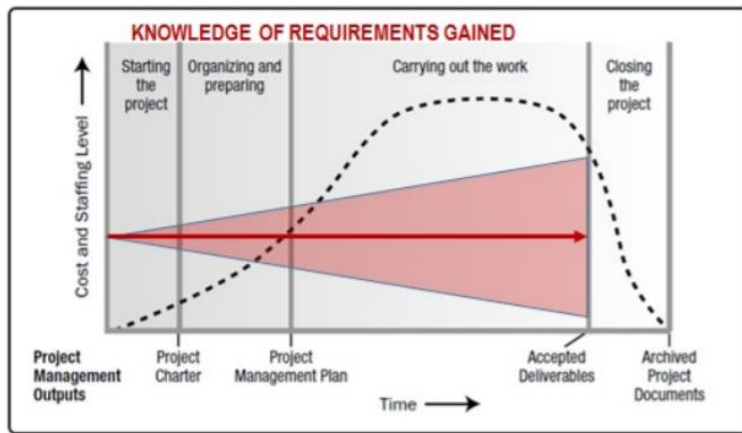 KNOWLEDGE OF REQUIREMENTS GAINED
Starting
the
project
Organizing and
preparing
Carrying out the work
Closing
the
project
Cost and Staffing Level
Project
Management
Outputs
Project
Charter
Project
Management Plan
Accepted
Deliverables
Archived
Project
Documents
Time